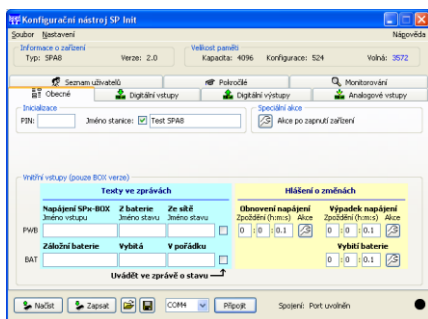 Konfigurační nástroj SP Init
Soubor Nastavení Nápověda
Informace o zařízení Velikost paměti
Typ: SPA8 Verze: 2.0 Kapacita: 4096 Konfigurace: 524 Volná: 3572
Seznam uživatelů Pokročilé Monitorování
Obecné Digitální vstupy Digitální výstupy Analogové vstupy
Inicializace Speciální akce
PIN: Jméno stanice: Test SPA8 Akce po zapnutí zařízení
Vnitřní vstupy (pouze BOX verze)
Texty ve zprávách Hlášení o změnách
Napájení SPx-BOX Z baterie Ze sítě Obnovení napájení Výpadek napájení
Jméno vstupu Jméno stavu Jméno stavu Zpoždění (h:m:s) Akce Zpoždění (h:m:s) Akce
PWB 0 : 0 : 0.1 0 : 0 : 0.1
Záložní baterie Vybitá V pořádku Vybití baterie
BAT 0 : 0 : 0.1
Uvádět ve zprávě o stavu
Načíst Zapsat COM4 Připojit Spojení: Port uvolněn